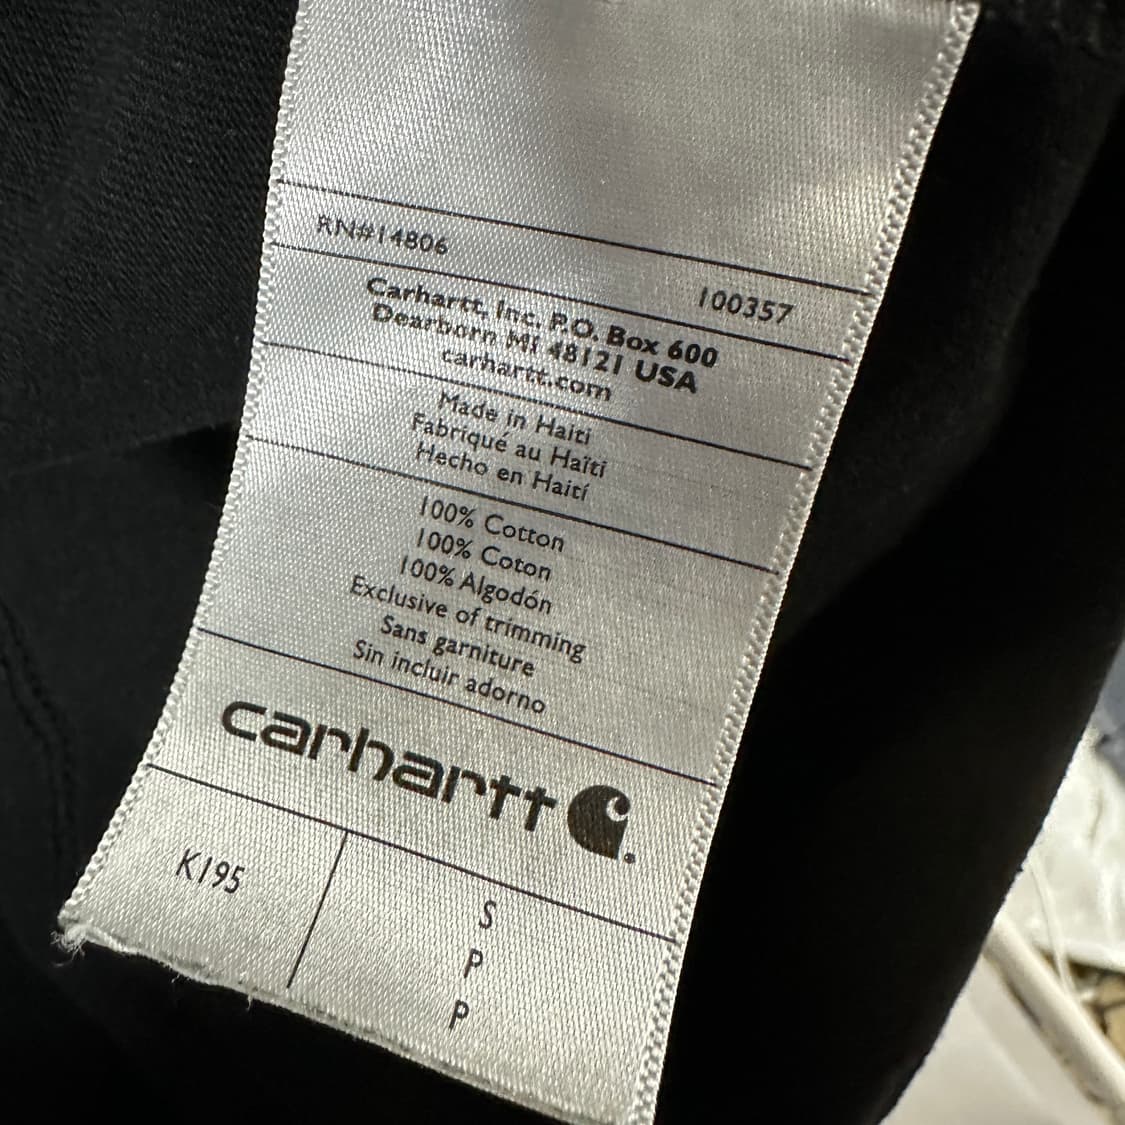 RN#14806
100357
Carhartt, Inc. P.O. Box 600
Dearborn MI 48121 USA
carhartt.com
Made in Haiti
Fabriqué au Haïti
Hecho en Haití
100% Cotton
100% Coton
100% Algodón
Exclusive of trimming
Sans garniture
Sin incluir adorno
carhartt
K195
S
P
P